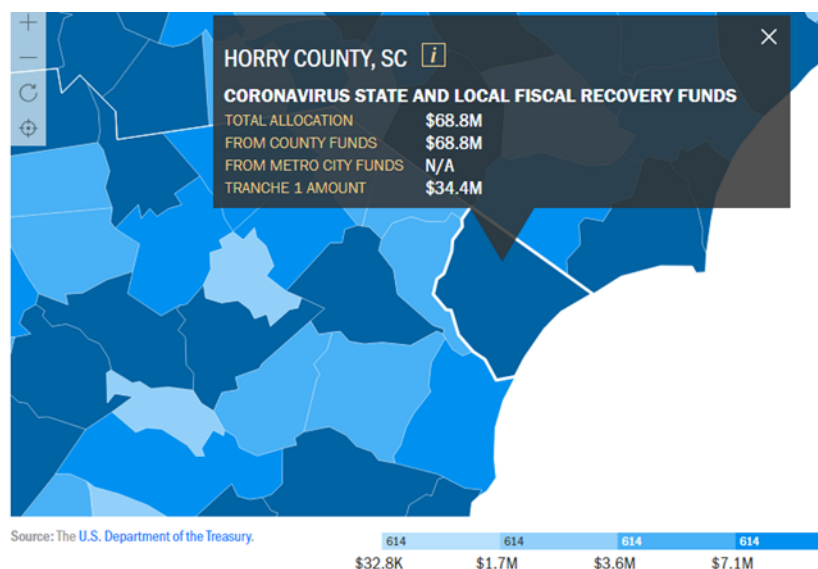 HORRY COUNTY, SC i
CORONAVIRUS STATE AND LOCAL FISCAL RECOVERY FUNDS
TOTAL ALLOCATION $68.8M
FROM COUNTY FUNDS $68.8M
FROM METRO CITY FUNDS N/A
TRANCHE 1 AMOUNT $34.4M
Source: The U.S. Department of the Treasury.
614 614 614 614
$32.8K $1.7M $3.6M $7.1M